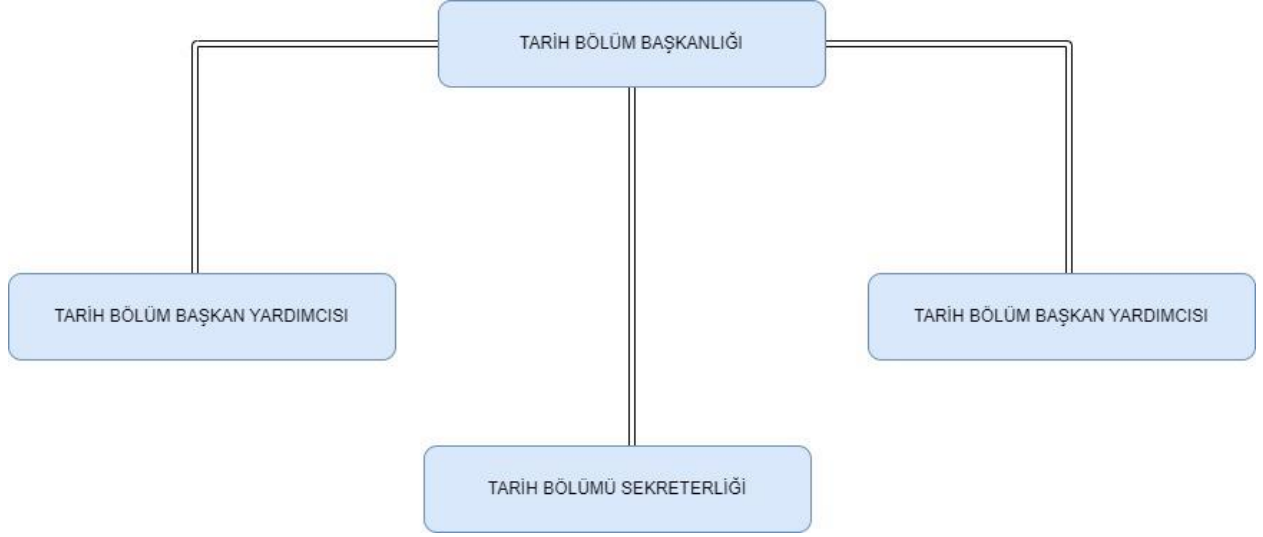 TARİH BÖLÜM BAŞKANLIĞI
TARİH BÖLÜM BAŞKAN YARDIMCISI
TARİH BÖLÜM BAŞKAN YARDIMCISI
TARİH BÖLÜMÜ SEKRETERLİĞİ